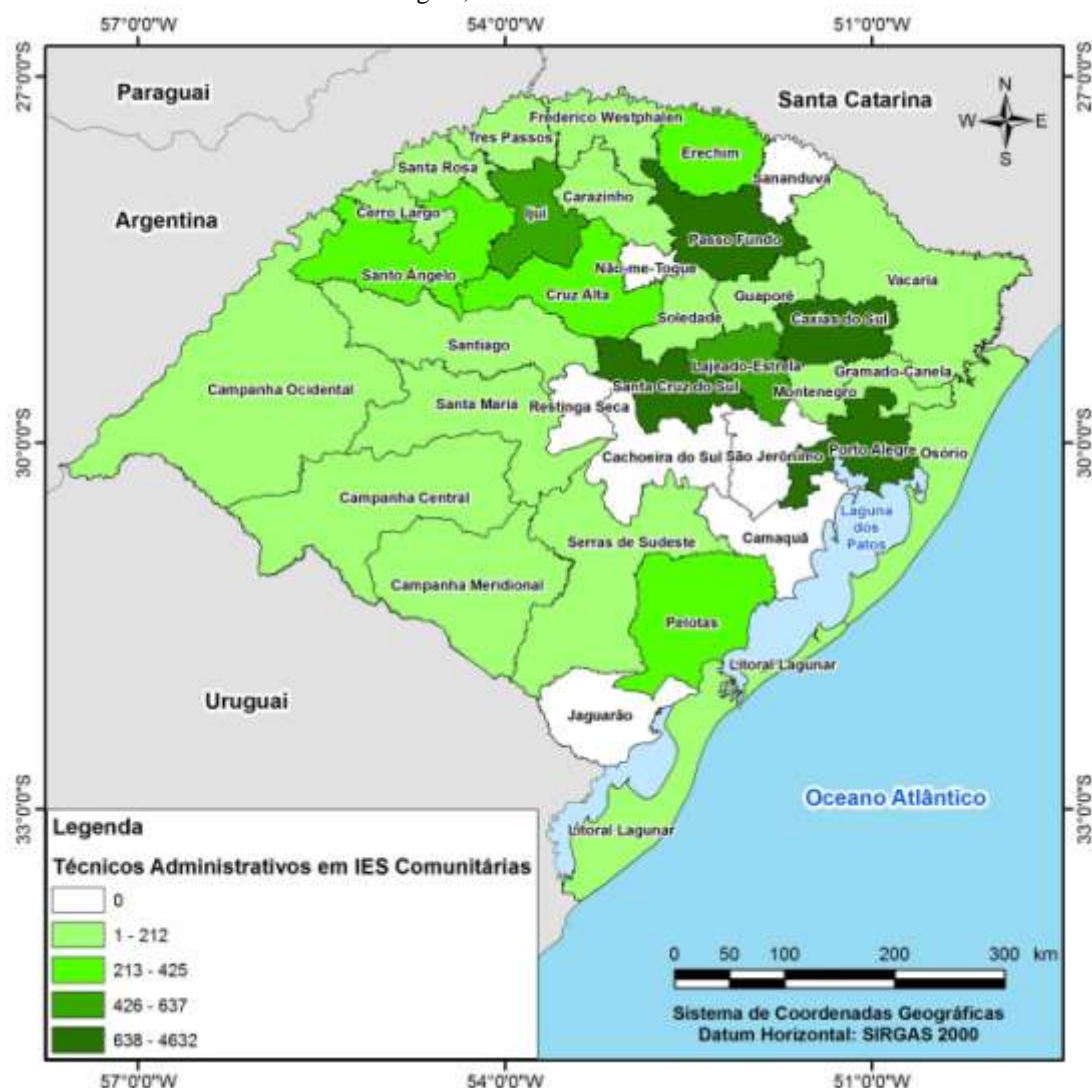 57°0'0"W
54°0'0"W
51°0'0"W
27°0'0"S
27°0'0"S
Paraguai
Santa Catarina
N
W
E
S
Frederico Westphalen
Tres Passos
Erechim
Santa Rosa
Sananduva
Carazinho
Argentina
Cerro Largo
Ijuí
Passo Fundo
Não-me-Toque
Santo Ângelo
Vacaria
Cruz Alta
Guaporé
Soledade
Caxias do Sul
Santiago
Lajeado-Estrela
Gramado-Canela
Campanha Ocidental
Santa Cruz do Sul
Montenegro
Santa Maria
Restinga Seca
30°0'0"S
30°0'0"S
Cachoeira do Sul
São Jerônimo
Porto Alegre
Osório
Campanha Central
Laguna
dos
Patos
Serras de Sudeste
Camaquã
Campanha Meridional
Pelotas
Litoral Lagunar
Uruguai
Jaguarão
Oceano Atlântico
33°0'0"S
33°0'0"S
Litoral Lagunar
Legenda
Técnicos Administrativos em IES Comunitárias
0
1 - 212
213 - 425
426 - 637
638 - 4632
0 50 100 200 300 km
Sistema de Coordenadas Geográficas
Datum Horizontal: SIRGAS 2000
57°0'0"W
54°0'0"W
51°0'0"W